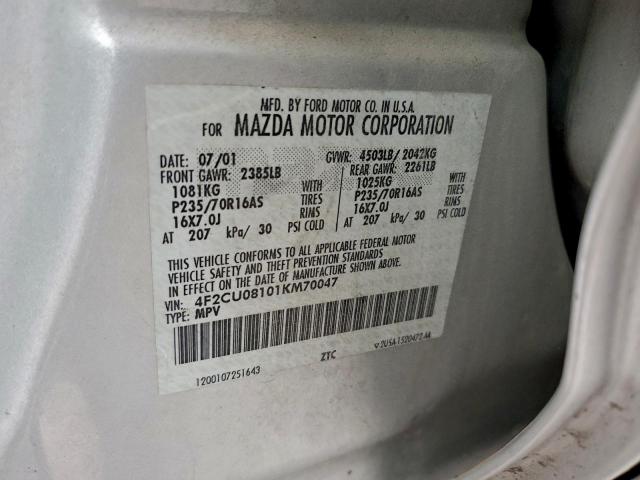 MFD. BY FORD MOTOR CO. IN U.S.A.
FOR MAZDA MOTOR CORPORATION
DATE: 07/01 GVWR: 4503LB/ 2042KG
FRONT GAWR: 2385LB REAR GAWR: 2261LB
1081KG WITH 1025KG WITH
P235/70R16AS TIRES P235/70R16AS TIRES
16X7.0J RIMS 16X7.0J RIMS
AT 207 kPa/ 30 PSI COLD AT 207 kPa/ 30 PSI COLD
THIS VEHICLE CONFORMS TO ALL APPLICABLE FEDERAL MOTOR
VEHICLE SAFETY AND THEFT PREVENTION STANDARDS
IN EFFECT ON THE DATE OF MANUFACTURE SHOWN ABOVE
VIN: 4F2CU08101KM70047
TYPE: MPV
ZTC
1200107251643